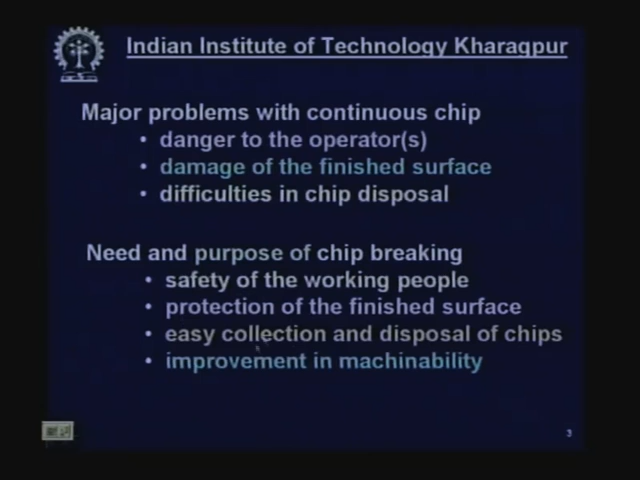 Indian Institute of Technology Kharagpur
Major problems with continuous chip
• danger to the operator(s)
• damage of the finished surface
• difficulties in chip disposal
Need and purpose of chip breaking
• safety of the working people
• protection of the finished surface
• easy collection and disposal of chips
• improvement in machinability
3